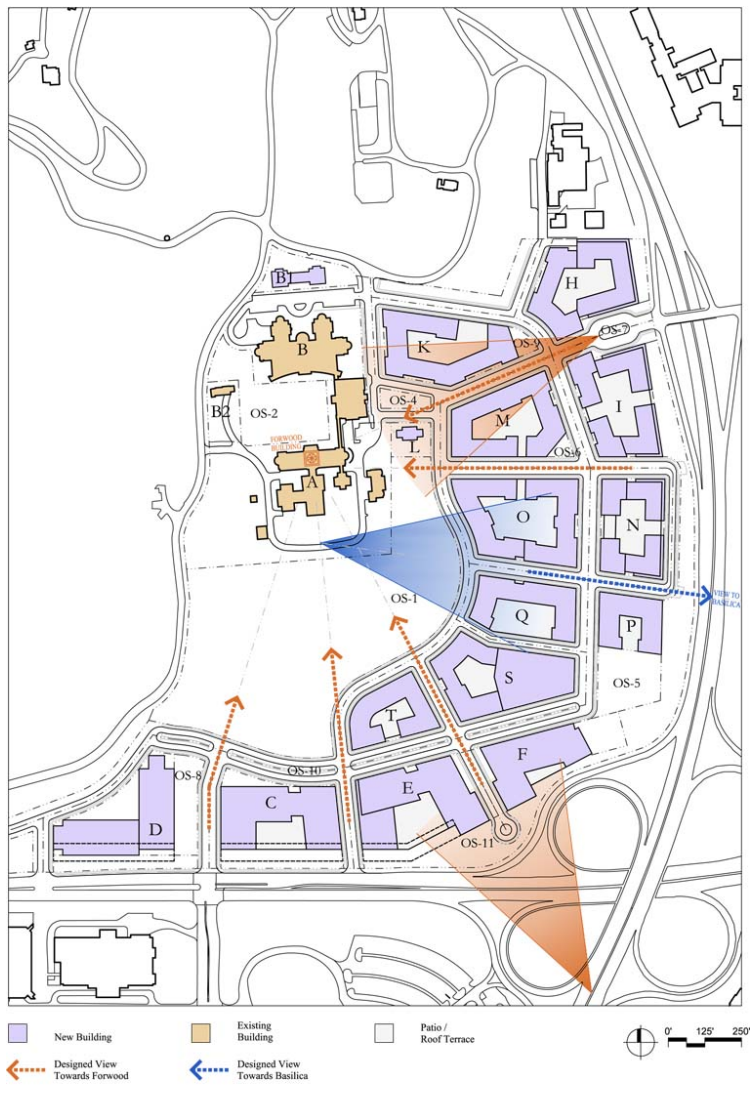 H
B
OS-7
B
K
OS-9
I
OS-4
B2
OS-2
M
FORWOOD
BUILDING
L
OS-6
A
O
N
VIEW TO
BASILICA
OS-1
Q
P
S
OS-5
T
F
OS-8
OS-10
E
C
D
OS-11
New Building
Existing
Building
Patio /
Roof Terrace
0'
125'
250'
Designed View
Towards Forwood
Designed View
Towards Basilica